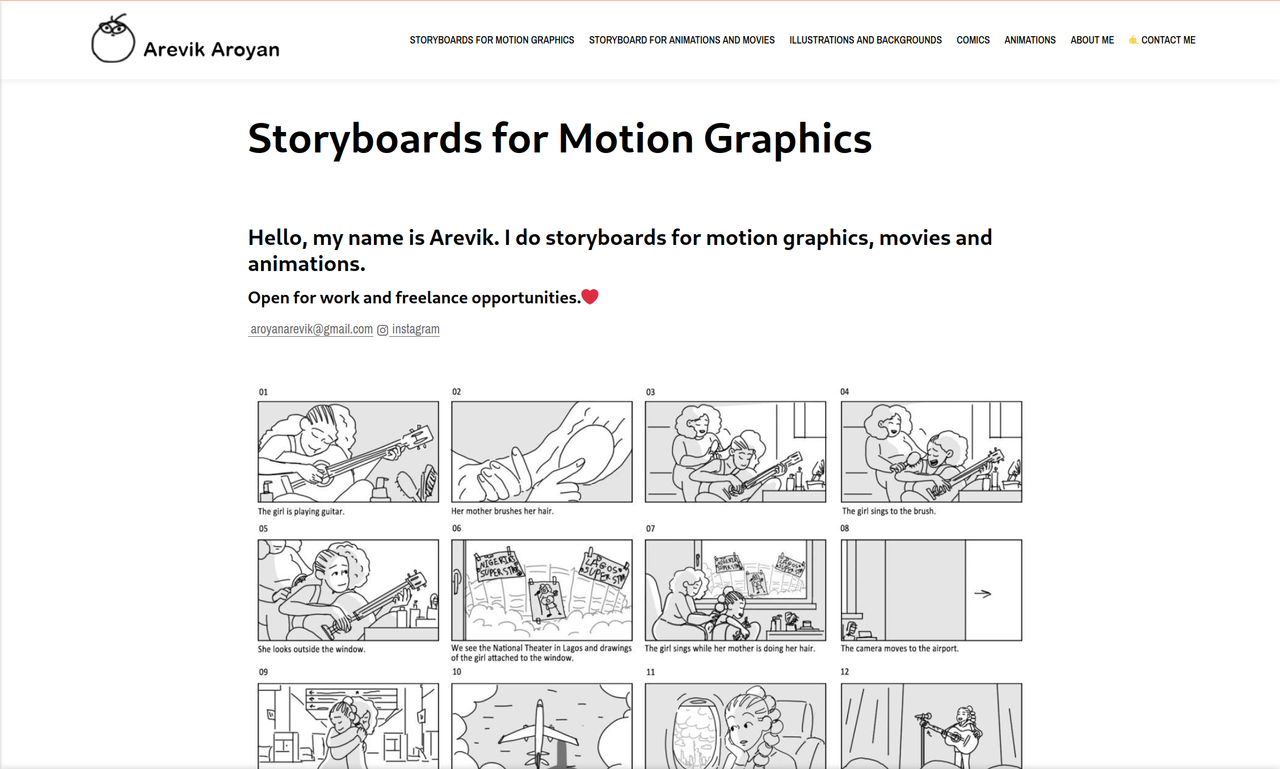 Arevik Aroyan
STORYBOARDS FOR MOTION GRAPHICS
STORYBOARD FOR ANIMATIONS AND MOVIES
ILLUSTRATIONS AND BACKGROUNDS
COMICS
ANIMATIONS
ABOUT ME
CONTACT ME
Storyboards for Motion Graphics
Hello, my name is Arevik. I do storyboards for motion graphics, movies and
animations.
Open for work and freelance opportunities.
aroyanarevik@gmail.com instagram
01
02
03
04
The girl is playing guitar.
Her mother brushes her hair.
The girl sings to the brush.
05
06
07
08
NIGERIA
SUPERSTAR
LAGOS
SUPER STAR
She looks outside the window.
We see the National Theater in Lagos and drawings
of the girl attached to the window.
The girl sings while her mother is doing her hair.
The camera moves to the airport.
09
10
11
12